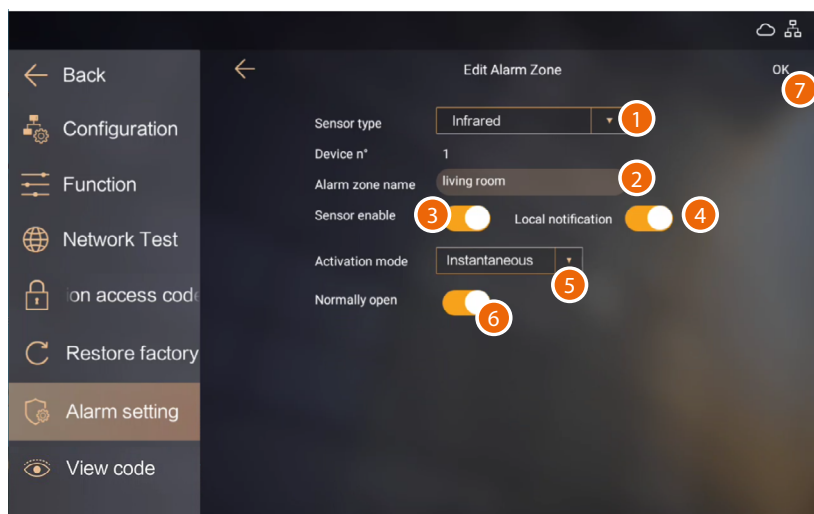 Back
Edit Alarm Zone
OK
7
Configuration
Sensor type
Infrared
1
Device n°
1
Function
Alarm zone name
living room
2
Sensor enable
3
Local notification
4
Network Test
Activation mode
Instantaneous
5
ion access code
Normally open
6
Restore factory
Alarm setting
View code